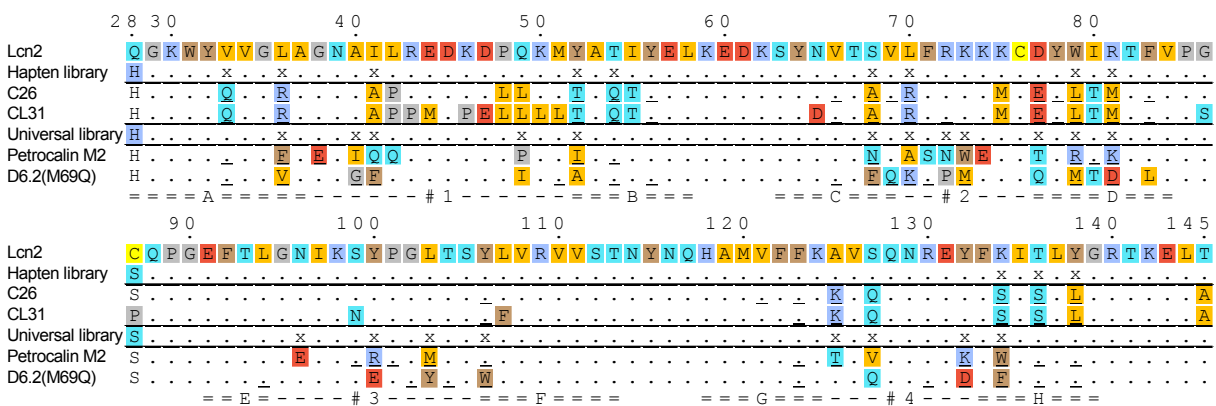 28 30 40 50 60 70 80
Lcn2 Q G K W Y V V G L A G N A I L R E D K D P Q K M Y A T I Y E L K E D K S Y N V T S V L F R K K K C D Y W I R T F V P G
Hapten library H . . . . x . . x . . . . x . . . . . . . . . . x . x . . . . . . . . . . . . . x . x . . . . . . . . x . x . . . . .
C26 H . . . . Q . . R . . . . A P . . . . . L L . . T . Q T . . . . . . . . . . . . A . R . . . . M . E . L T M . . . . .
CL31 H . . . . Q . . R . . . . A P P M . P E L L L L T . Q T . . . . . . . . . D . . A . R . . . . M . E . L T M . . . . S
Universal library H . . . . . . . x . . . x x . . . . . . . x . . x . . . . . . . . . . . . . . . x . x . x x . . . x . x . x . . . . .
Petrocalin M2 H . . . . . . . F . E . I Q Q . . . . . . P . . I . . . . . . . . . . . . . . . N . A S N W E . . T . R . K . . . . .
D6.2(M69Q) H . . . . . . . V . . . G F . . . . . . . I . . A . . . . . . . . . . . . . . . F Q K . P M . . . Q . M T D . F . . .
= = = = A = = = = = - - - - - - # 1 - - - - - - = = = B = = = = = = C = = = - - # 2 - - - - = = = D = = =
90 100 110 120 130 140 145
Lcn2 C Q P G E F T L G N I K S Y P G L T S Y L V R V V S T N Y N Q H A M V F F K A V S Q N R E Y F K I T L Y G R T K E L T
Hapten library S . . . . . . . . . . . . . . . . . . . . . . . . . . . . . . . . . . . . . . . . . . . . . . x . x . x . . . . . . .
C26 S . . . . . . . . . . . . . . . . . . . . . . . . . . . . . . . . . . . . . K . Q . . . . . . S . S . L . . . . . . A
CL31 P . . . . . . . . . . . N . . . . . . . F . . . . . . . . . . . . . . . . . K . Q . . . . . . S . S . L . . . . . . A
Universal library S . . . . . . . . x . . . x . . x . . x . . . . . . . . . . . . . . . . . . x . x . . . . x . x . . . . . . . . . . .
Petrocalin M2 S . . . . . . . . E . . . R . . M . . . . . . . . . . . . . . . . . . . . . T . V . . . . K . W . . . . . . . . . . .
D6.2(M69Q) S . . . . . . . . . . . . E . . Y . . W . . . . . . . . . . . . . . . . . . . . Q . . . . D . F . . . . . . . . . . .
= = E = = = - - # 3 - - - - - = = = F = = = = = = = G = = = - - - # 4 - - - = = = H = = =